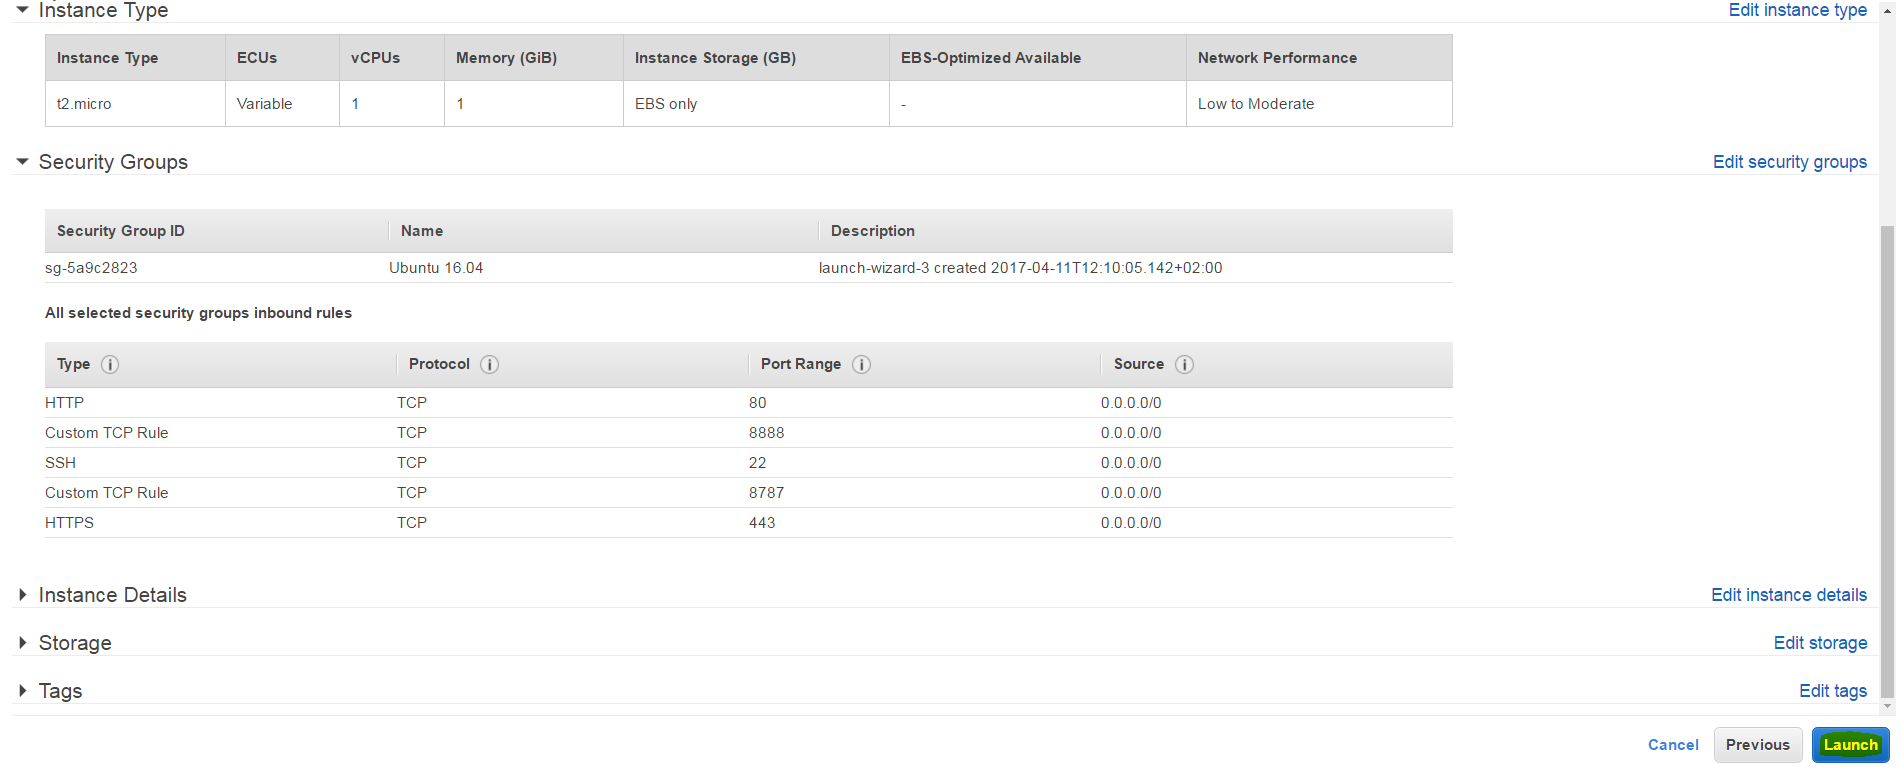 Instance Type Edit instance type
Instance Type ECUs vCPUs Memory (GiB) Instance Storage (GB) EBS-Optimized Available Network Performance
t2.micro Variable 1 1 EBS only - Low to Moderate
Security Groups Edit security groups
Security Group ID Name Description
sg-5a9c2823 Ubuntu 16.04 launch-wizard-3 created 2017-04-11T12:10:05.142+02:00
All selected security groups inbound rules
Type i Protocol i Port Range i Source i
HTTP TCP 80 0.0.0.0/0
Custom TCP Rule TCP 8888 0.0.0.0/0
SSH TCP 22 0.0.0.0/0
Custom TCP Rule TCP 8787 0.0.0.0/0
HTTPS TCP 443 0.0.0.0/0
Instance Details Edit instance details
Storage Edit storage
Tags Edit tags
Cancel Previous Launch